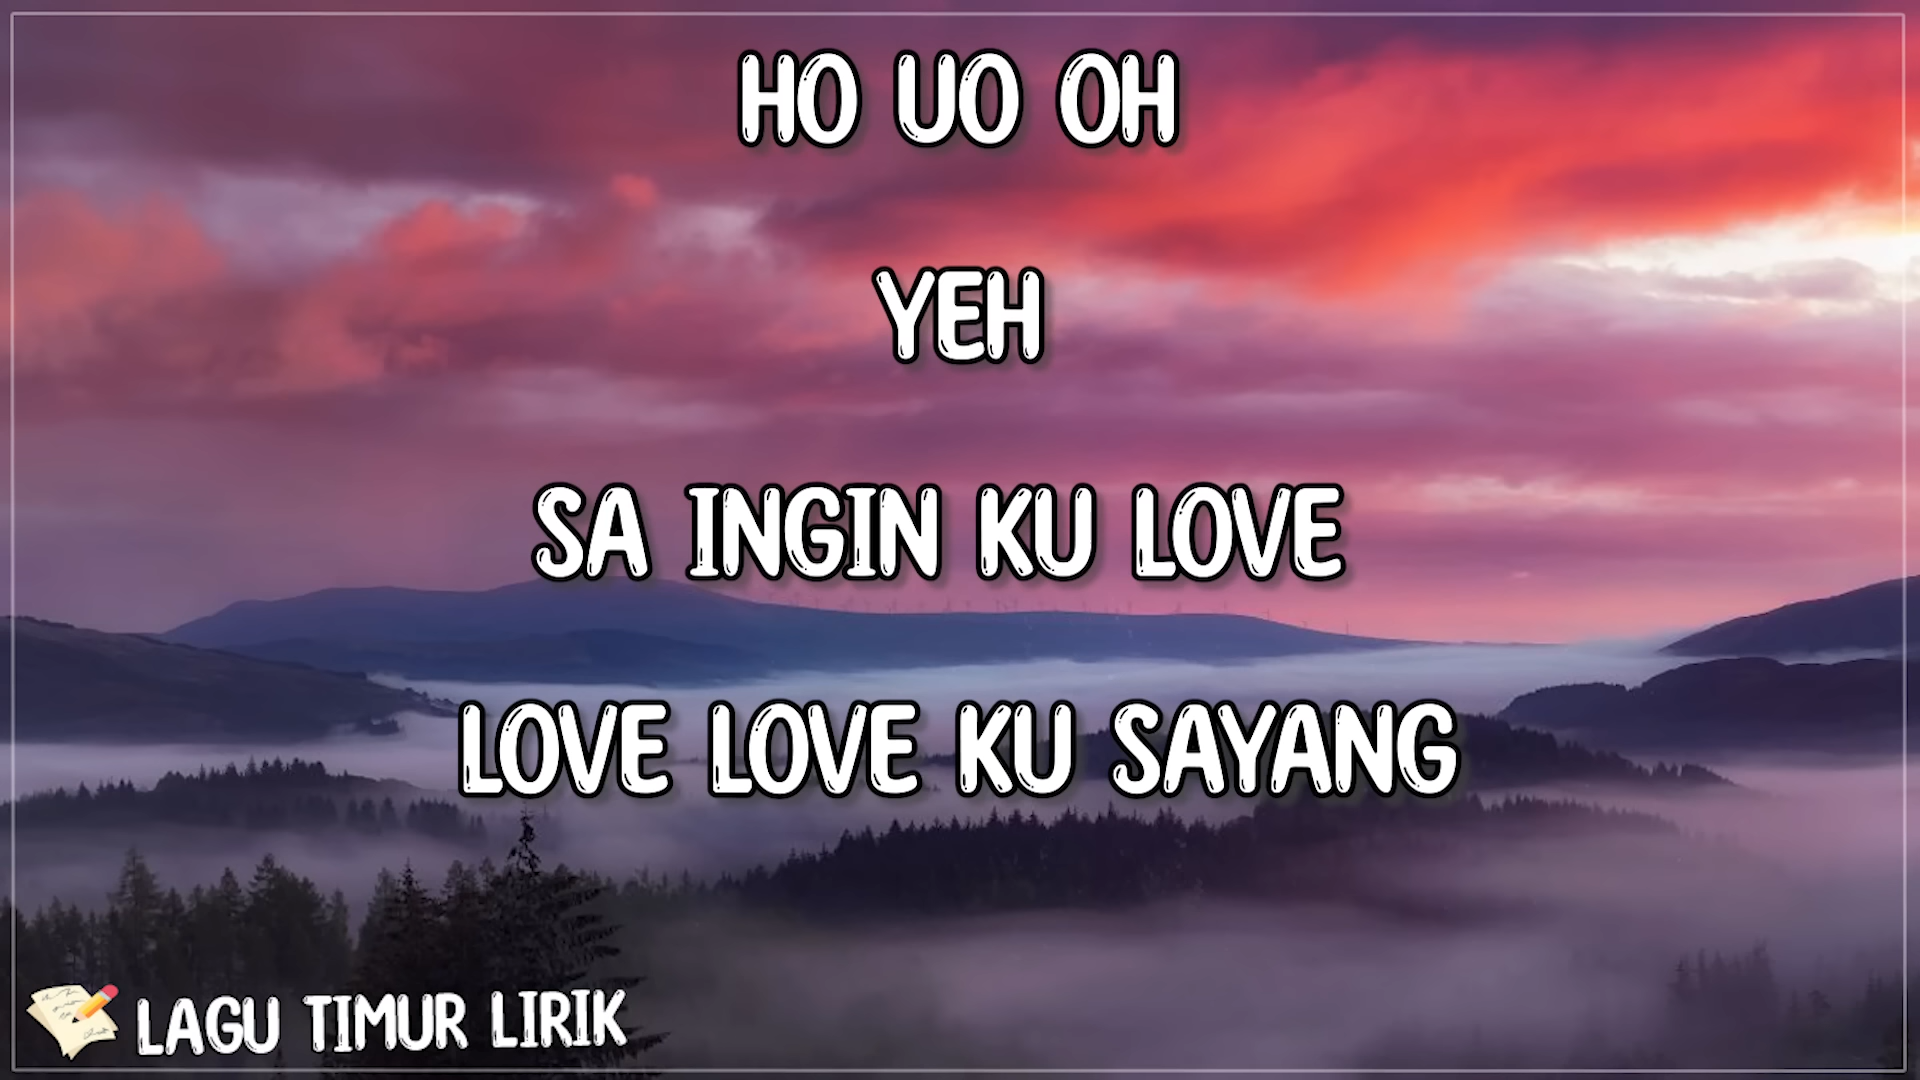 HO UO OH
YEH
SA INGIN KU LOVE
LOVE LOVE KU SAYANG
LAGU TIMUR LIRIK